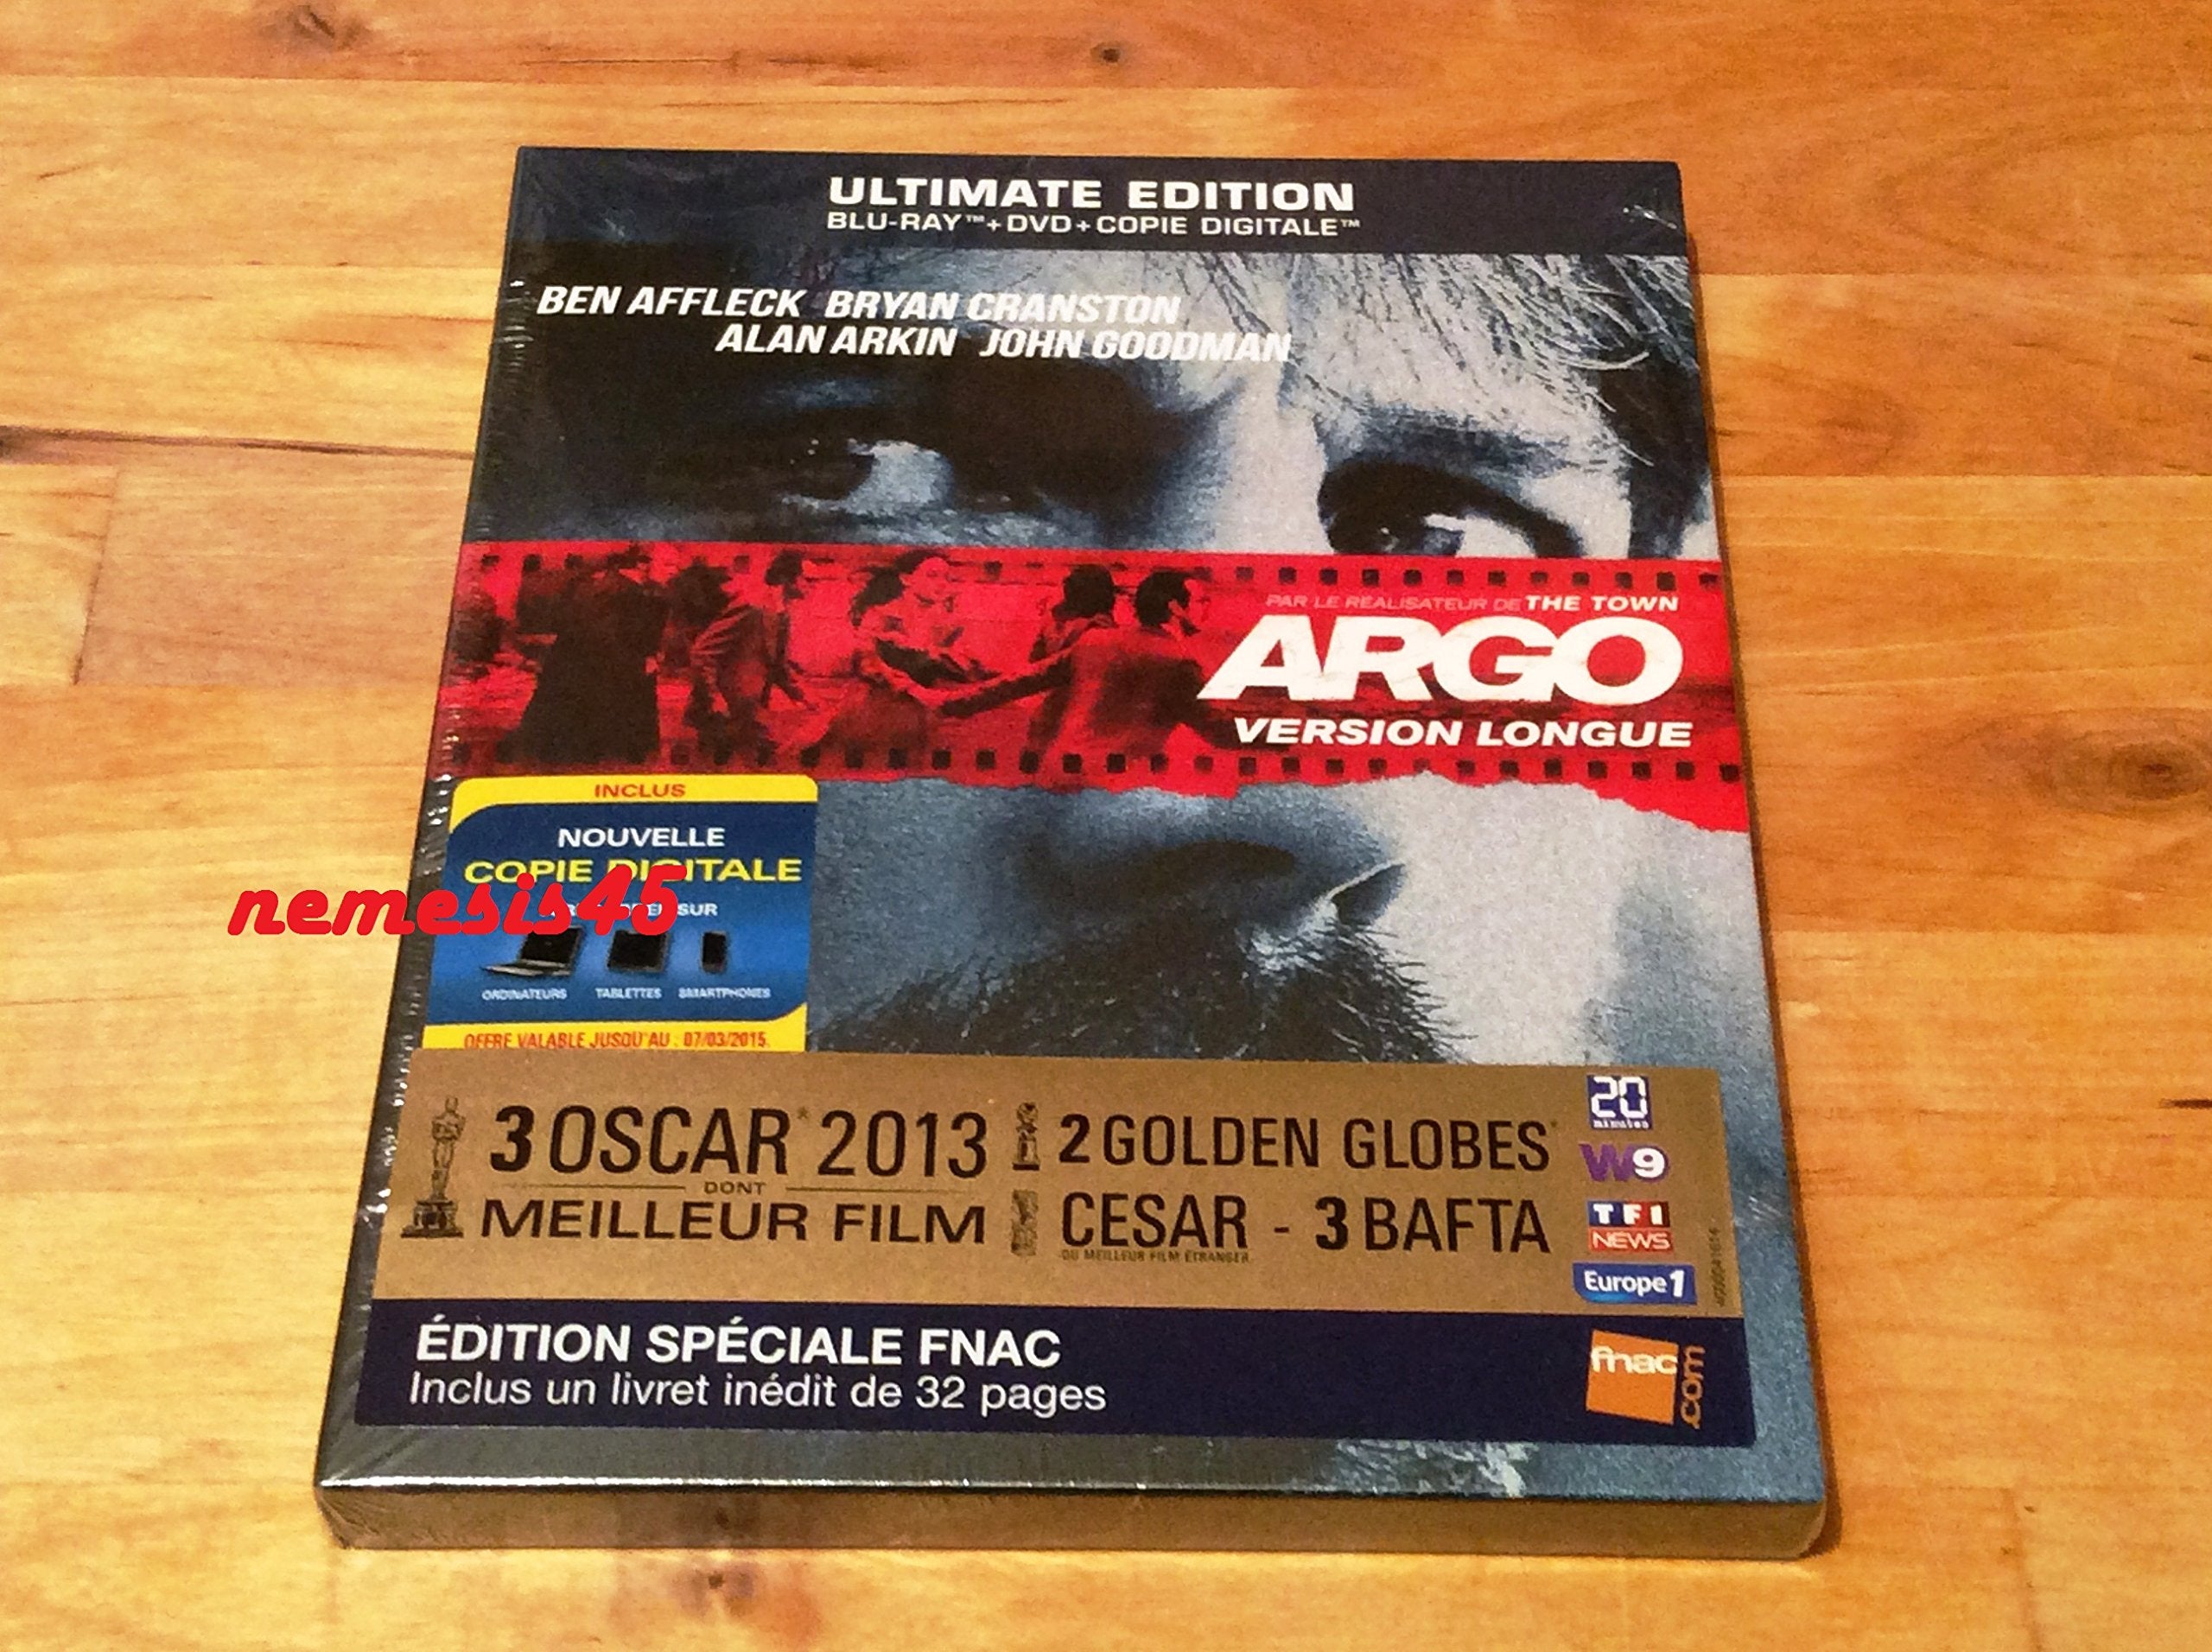 ULTIMATE EDITION
BLU-RAY™+DVD+COPIE DIGITALE™
BEN AFFLECK BRYAN CRANSTON
ALAN ARKIN JOHN GOODMAN
PAR LE RÉALISATEUR DE THE TOWN
ARGO
VERSION LONGUE
INCLUS
NOUVELLE
COPIE DIGITALE
nemesis45
SUR
ORDINATEURS TABLETTES SMARTPHONES
OFFRE VALABLE JUSQU'AU : 07/03/2015.
3 OSCAR® 2013
DONT
MEILLEUR FILM
2 GOLDEN GLOBES®
CESAR - 3 BAFTA
DU MEILLEUR FILM ÉTRANGER
20
minutes
W9
TF1
NEWS
Europe 1
ÉDITION SPÉCIALE FNAC
Inclus un livret inédit de 32 pages
fnac
.com